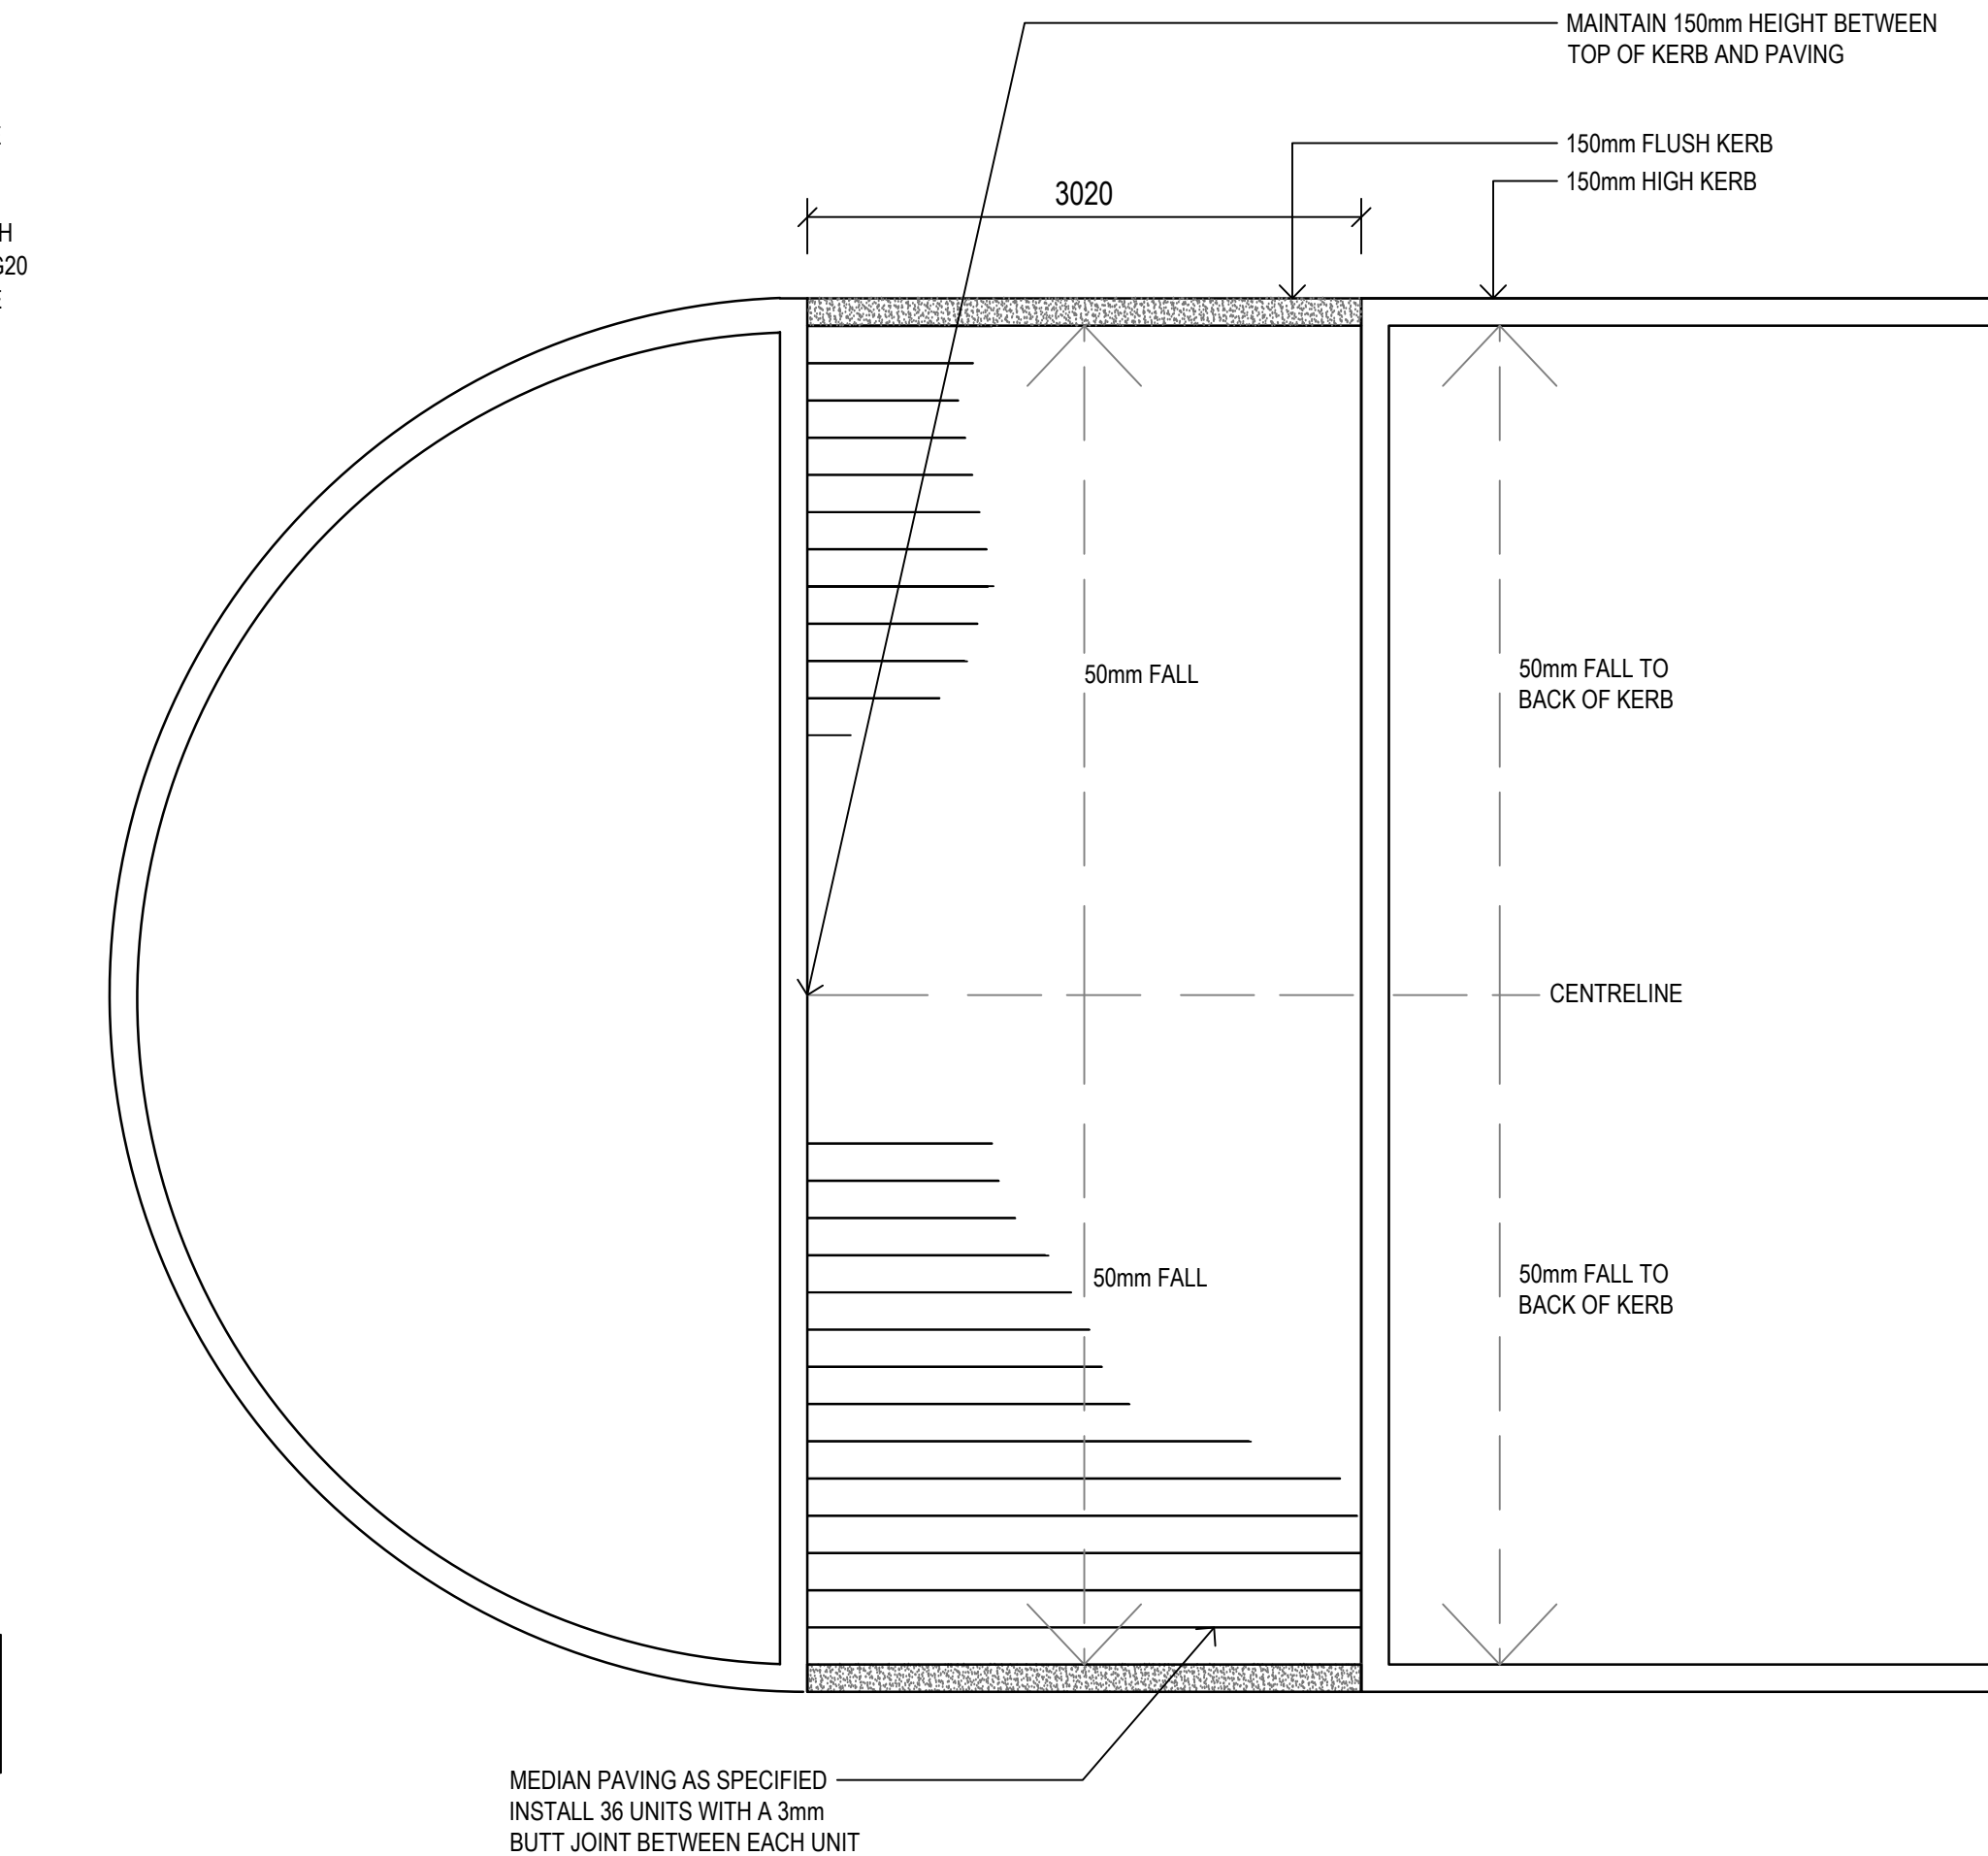 MAINTAIN 150mm HEIGHT BETWEEN
TOP OF KERB AND PAVING
150mm FLUSH KERB
150mm HIGH KERB
3020
50mm FALL
50mm FALL TO
BACK OF KERB
CENTRELINE
50mm FALL
50mm FALL TO
BACK OF KERB
MEDIAN PAVING AS SPECIFIED
INSTALL 36 UNITS WITH A 3mm
BUTT JOINT BETWEEN EACH UNIT